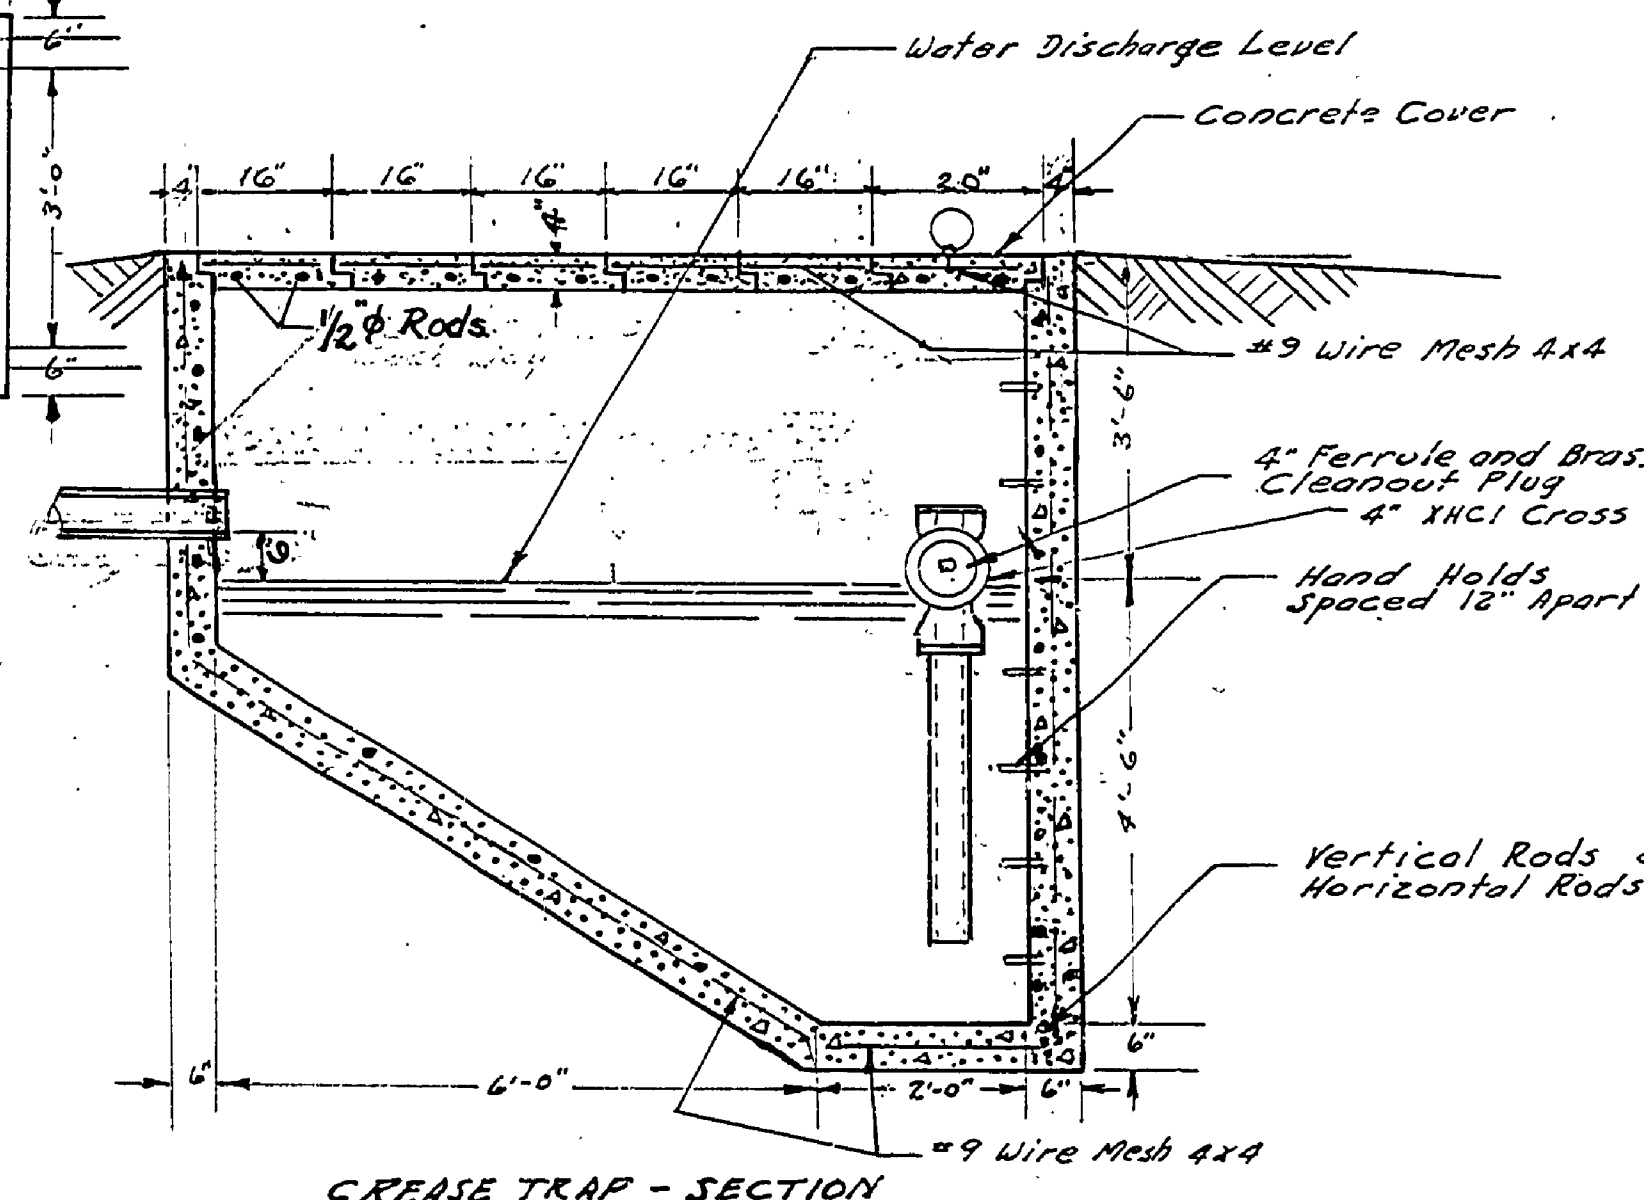 6"
Water Discharge Level
Concrete Cover
4" 16" 16" 16" 16" 16" 20" 4"
3'-0"
4"
1/2"Φ Rods
#9 Wire Mesh 4x4
6"
3'-6"
4" Ferrule and Bras
Cleanout Plug
4" XHCI Cross
6"
Hand Holds
Spaced 12" Apart
4'-6"
Vertical Rods
Horizontal Rods
6"
6" 6'-0" 2'-0" 6"
#9 Wire Mesh 4x4
GREASE TRAP - SECTION